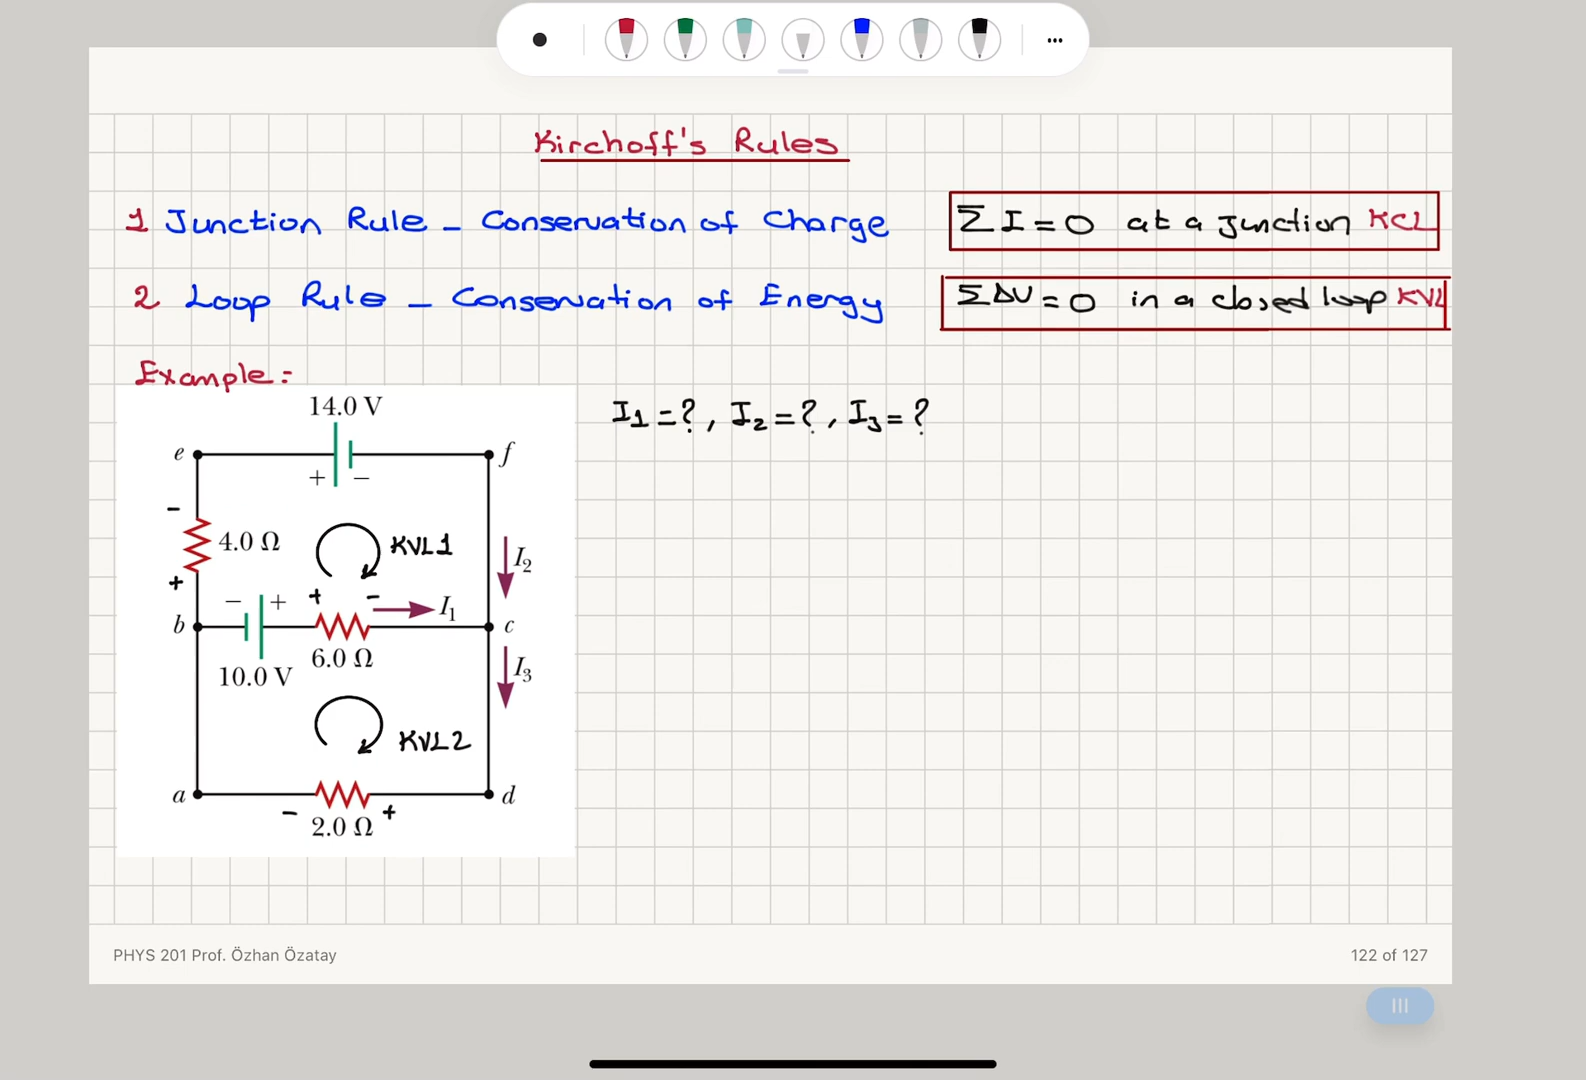 Kirchoff's Rules
1 Junction Rule - Conservation of Charge ΣI=0 at a junction KCL
2 Loop Rule - Conservation of Energy ΣΔU=0 in a closed loop KVL
Example:
14.0 V
I1=?, I2=?, I3=?
e f
+ −
-
4.0 Ω KVL1 I2
+
− + + - I1
b c
6.0 Ω
10.0 V I3
KVL2
a d
- +
2.0 Ω
PHYS 201 Prof. Özhan Özatay 122 of 127